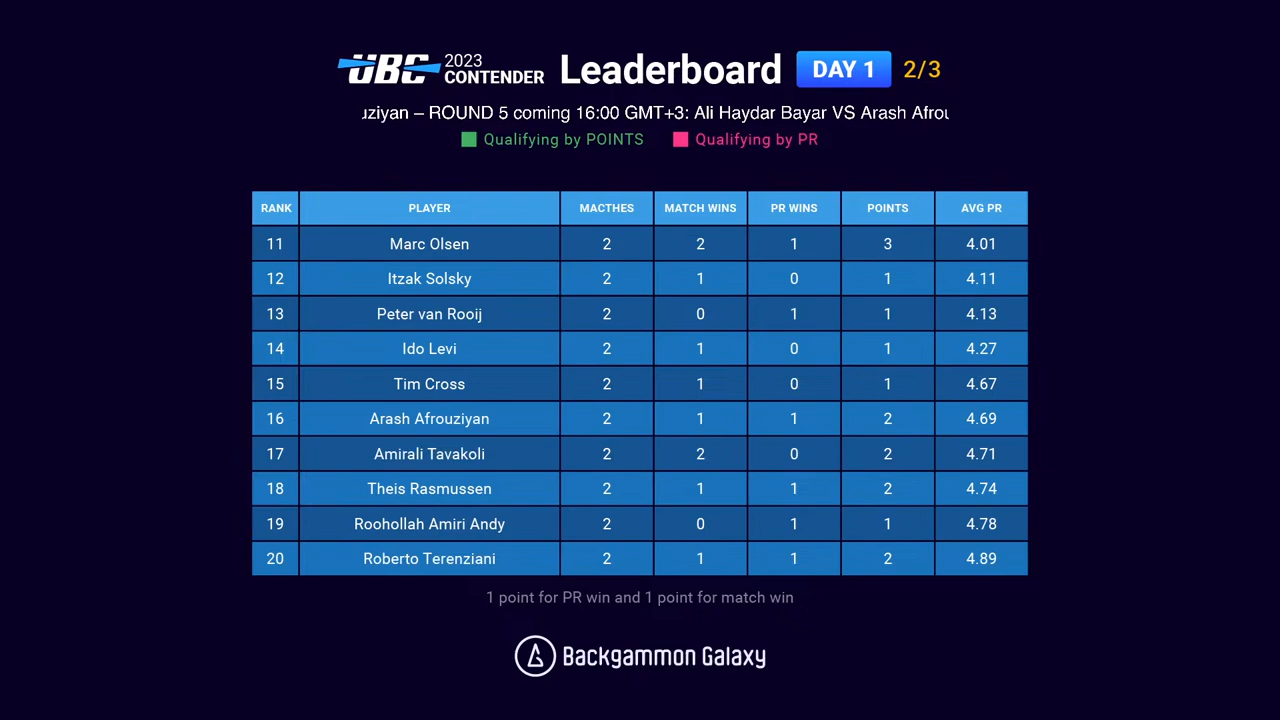 UBC 2023 CONTENDER Leaderboard DAY 1 2/3
– ROUND 5 coming 16:00 GMT+3: Ali Haydar Bayar VS Arash
Qualifying by POINTS Qualifying by PR
RANK PLAYER MACTHES MATCH WINS PR WINS POINTS AVG PR
11 Marc Olsen 2 2 1 3 4.01
12 Itzak Solsky 2 1 0 1 4.11
13 Peter van Rooij 2 0 1 1 4.13
14 Ido Levi 2 1 0 1 4.27
15 Tim Cross 2 1 0 1 4.67
16 Arash Afrouziyan 2 1 1 2 4.69
17 Amirali Tavakoli 2 2 0 2 4.71
18 Theis Rasmussen 2 1 1 2 4.74
19 Roohollah Amiri Andy 2 0 1 1 4.78
20 Roberto Terenziani 2 1 1 2 4.89
1 point for PR win and 1 point for match win
Backgammon Galaxy